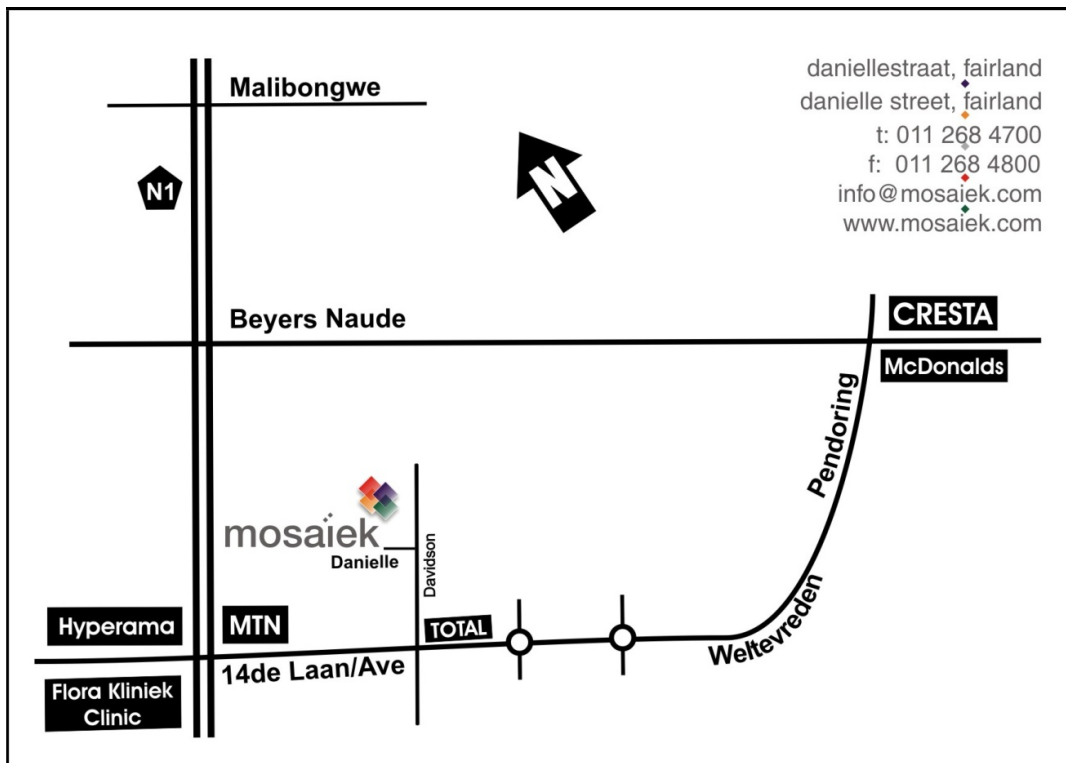 Malibongwe
daniellestraat, fairland
danielle street, fairland
t: 011 268 4700
f: 011 268 4800
info@mosaiek.com
www.mosaiek.com
N1
N
Beyers Naude
CRESTA
McDonalds
Pendoring
mosaïek
Danielle
Davidson
Hyperama
MTN
TOTAL
Weltevreden
14de Laan/Ave
Flora Kliniek
Clinic